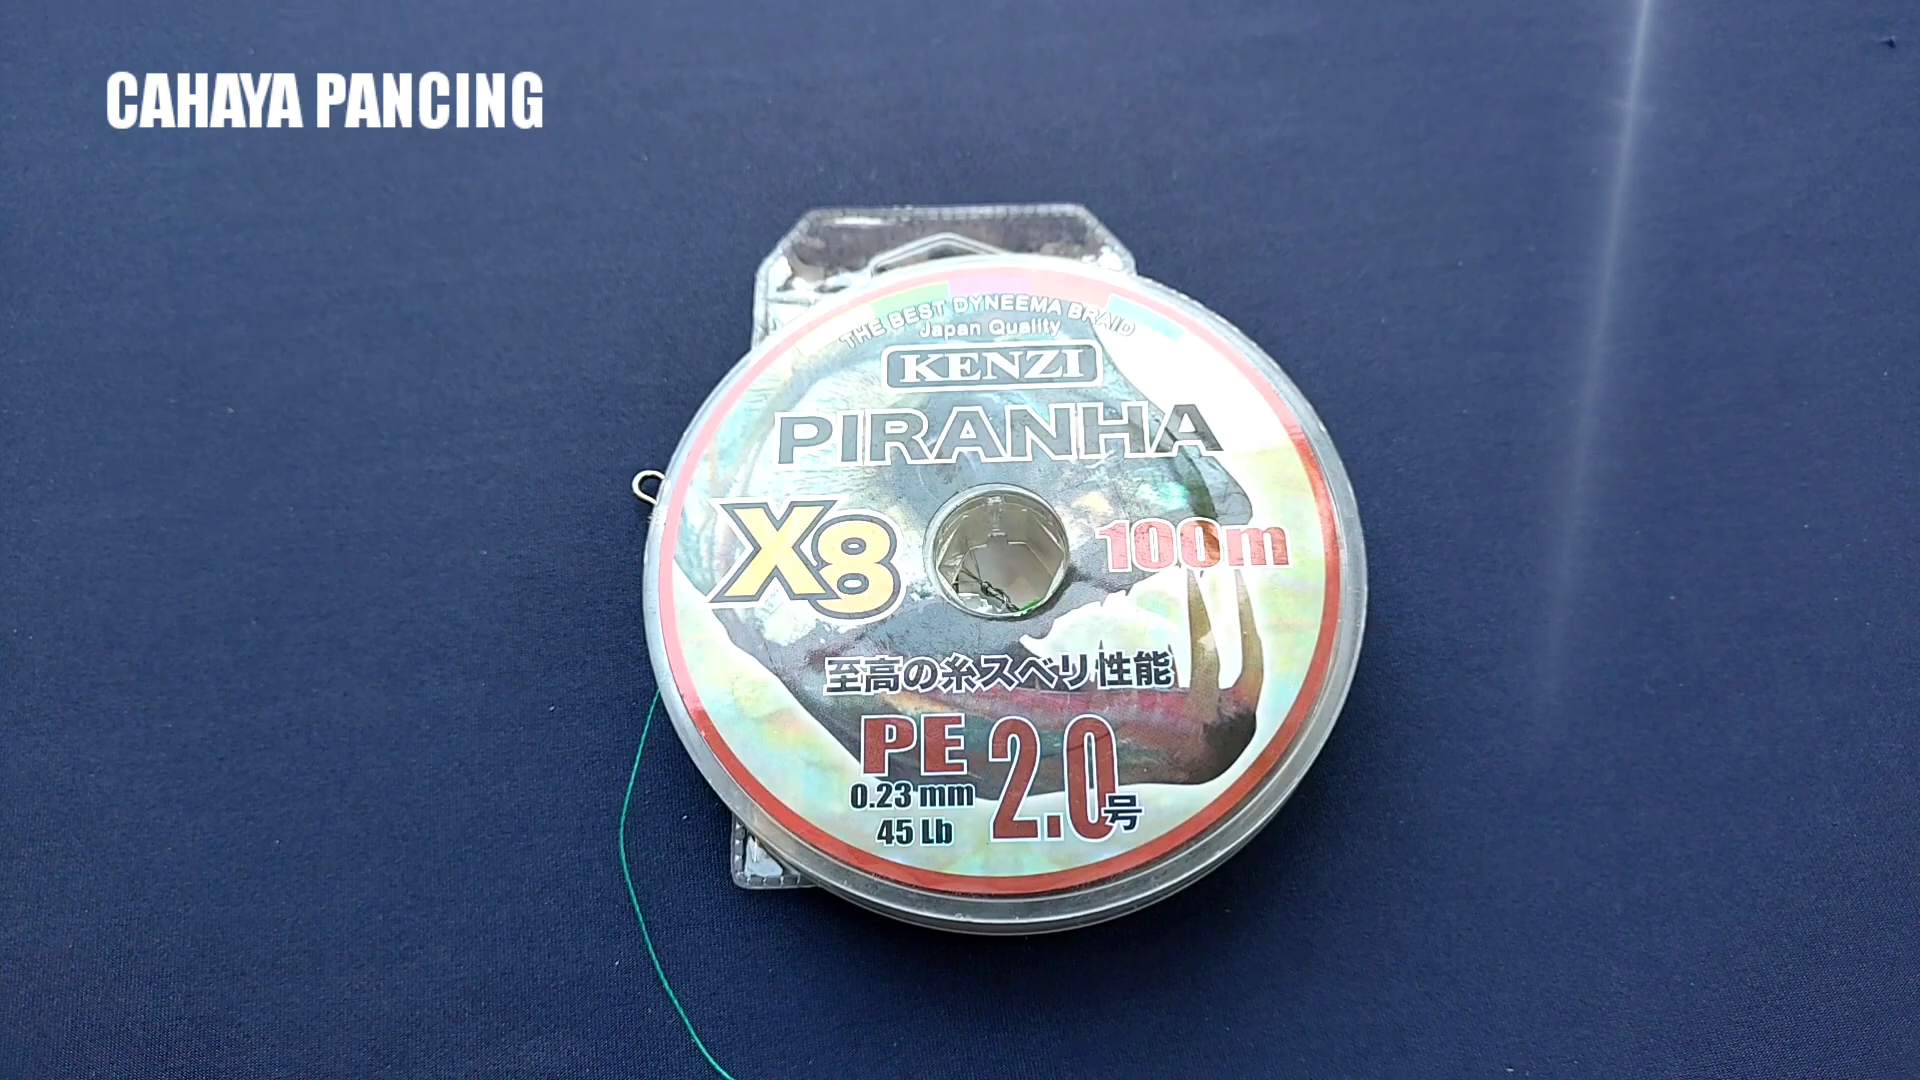 CAHAYA PANCING
THE BEST DYNEEMA BRAID
Japan Quality
KENZI
PIRANHA
X8
100m
至高の糸スベリ性能
PE 2.0号
0.23 mm
45 Lb